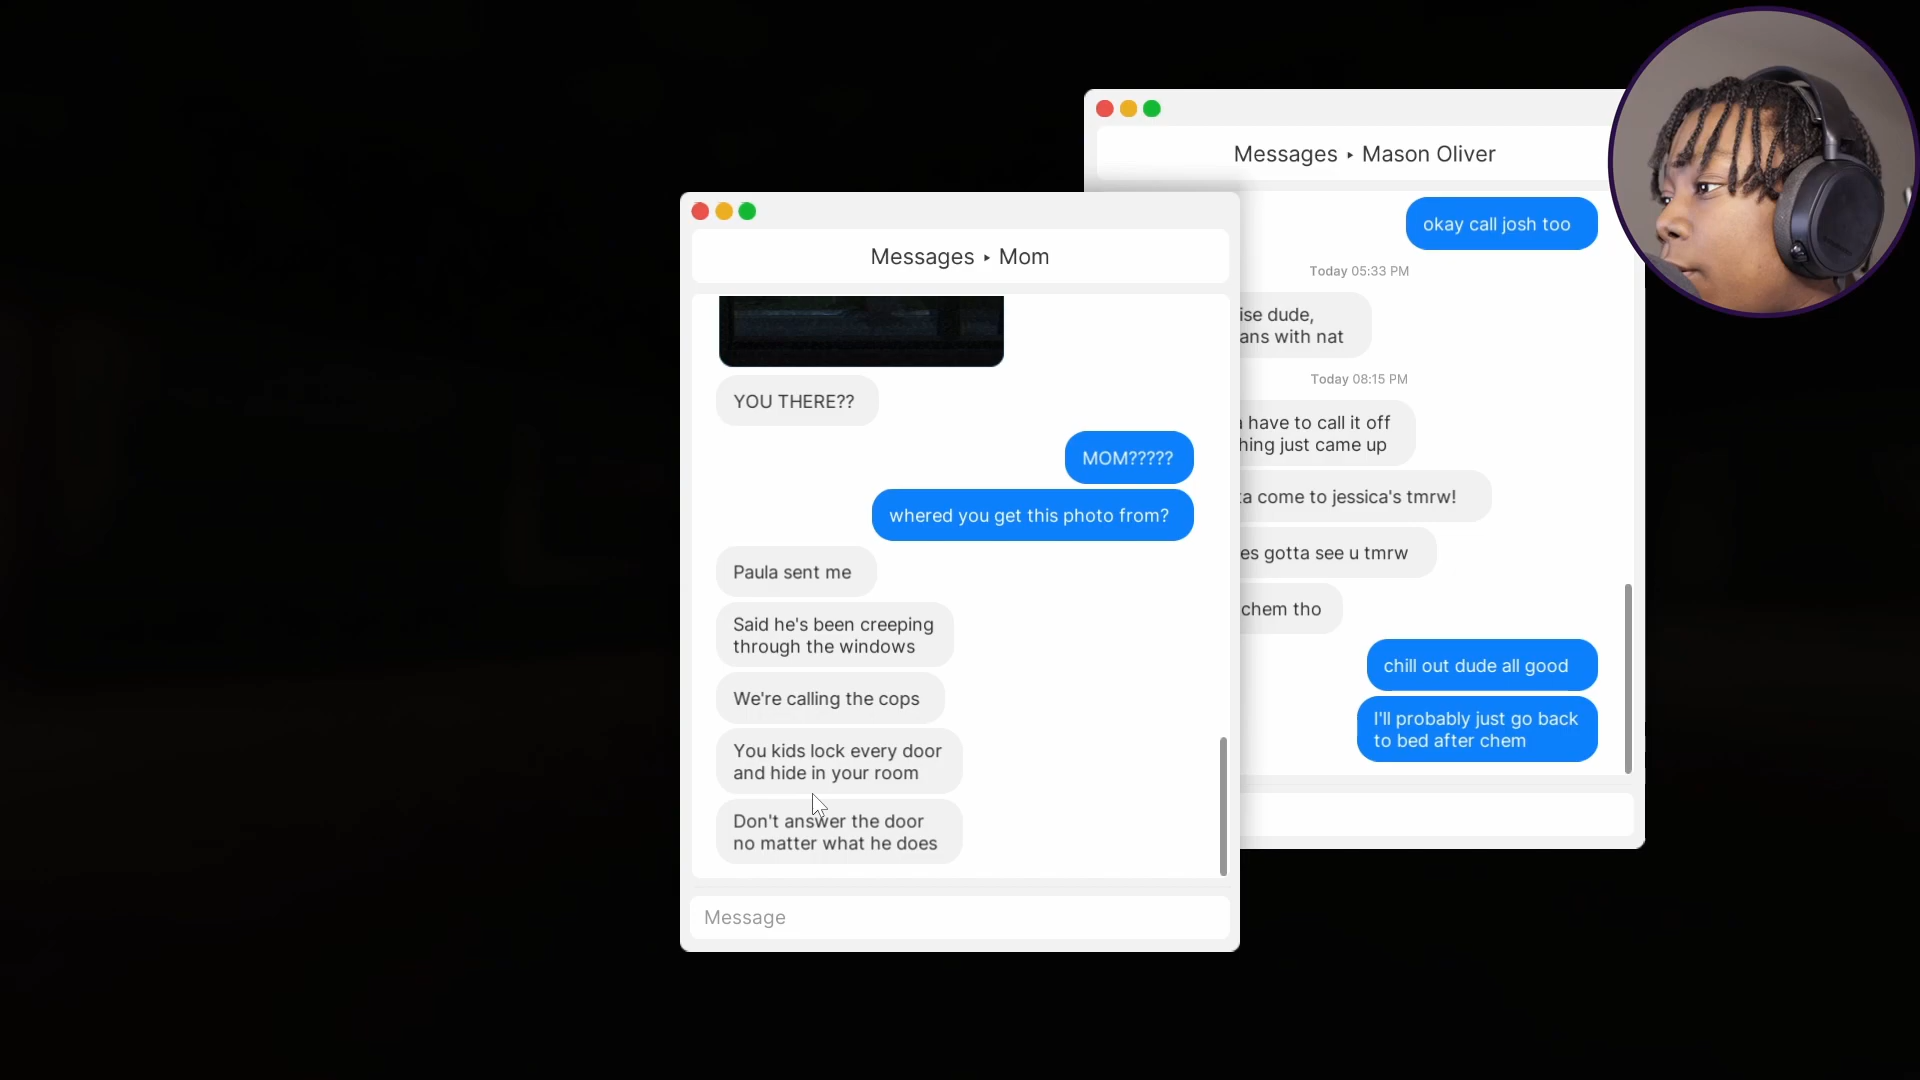 Messages ‣ Mom
YOU THERE??
MOM?????
whered you get this photo from?
Paula sent me
Said he's been creeping
through the windows
We're calling the cops
You kids lock every door
and hide in your room
Don't answer the door
no matter what he does
Message
Messages ‣ Mason Oliver
okay call josh too
Today 05:33 PM
dude,
with nat
Today 08:15 PM
have to call it off
just came up
come to jessica's tmrw!
gotta see u tmrw
chem tho
chill out dude all good
I'll probably just go back
to bed after chem